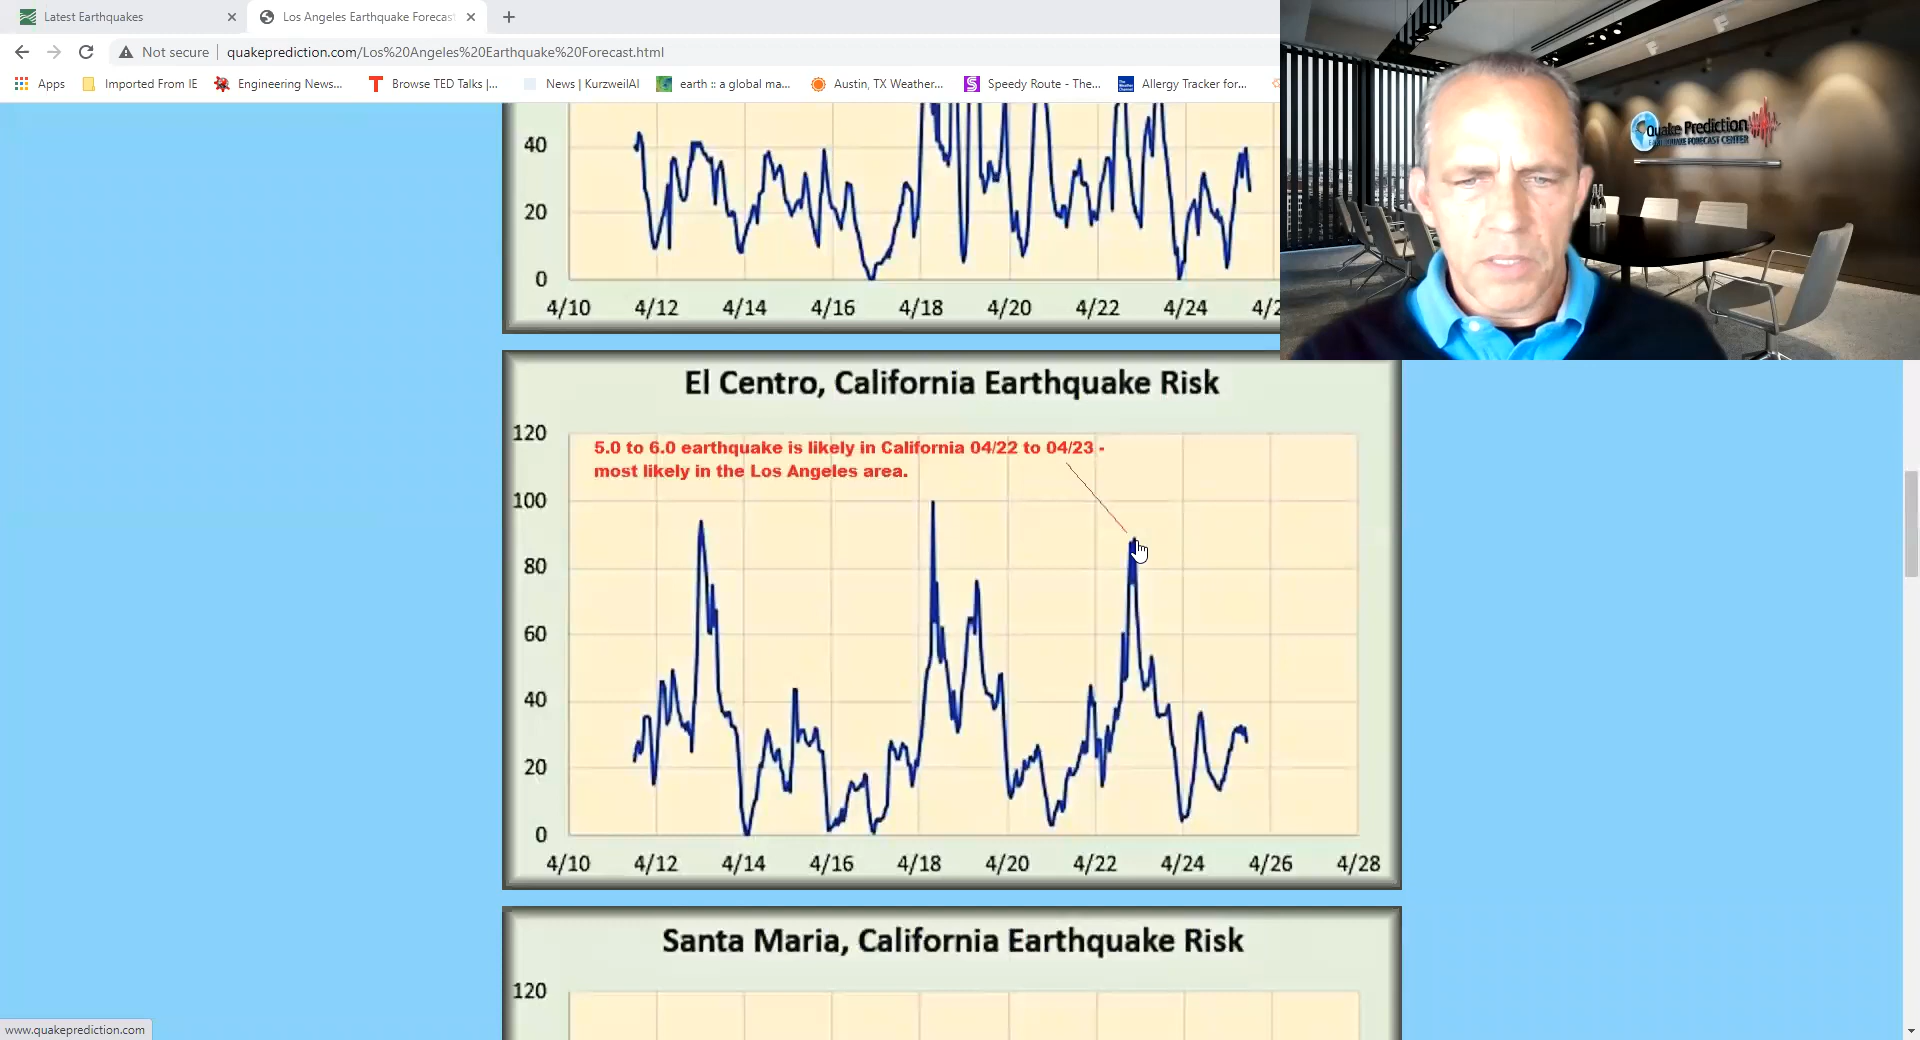 Latest Earthquakes
Los Angeles Earthquake Forecast
Not secure
quakeprediction.com/Los%20Angeles%20Earthquake%20Forecast.html
Apps
Imported From IE
Engineering News...
Browse TED Talks |...
News | KurzweilAI
earth :: a global ma...
Austin, TX Weather...
Speedy Route - The...
Allergy Tracker for...
Quake Prediction
EARTHQUAKE FORECAST CENTER
40
20
0
4/10 4/12 4/14 4/16 4/18 4/20 4/22 4/24 4/2
El Centro, California Earthquake Risk
120
5.0 to 6.0 earthquake is likely in California 04/22 to 04/23 -
most likely in the Los Angeles area.
100
80
60
40
20
0
4/10 4/12 4/14 4/16 4/18 4/20 4/22 4/24 4/26 4/28
Santa Maria, California Earthquake Risk
120
www.quakeprediction.com